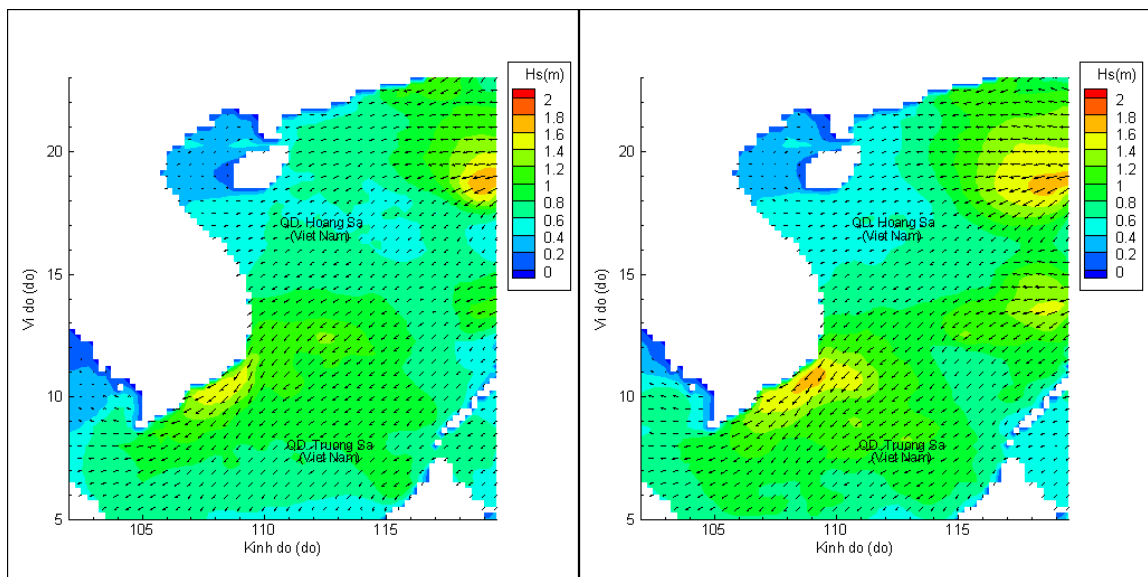 Hs(m)
2
1.8
1.6
1.4
1.2
1
0.8
0.6
0.4
0.2
0
20
15
10
5
Vi do (do)
QD. Hoang Sa
(Viet Nam)
QD. Truong Sa
(Viet Nam)
105
110
115
Kinh do (do)
Hs(m)
2
1.8
1.6
1.4
1.2
1
0.8
0.6
0.4
0.2
0
20
15
10
5
Vi do (do)
QD. Hoang Sa
(Viet Nam)
QD. Truong Sa
(Viet Nam)
105
110
115
Kinh do (do)